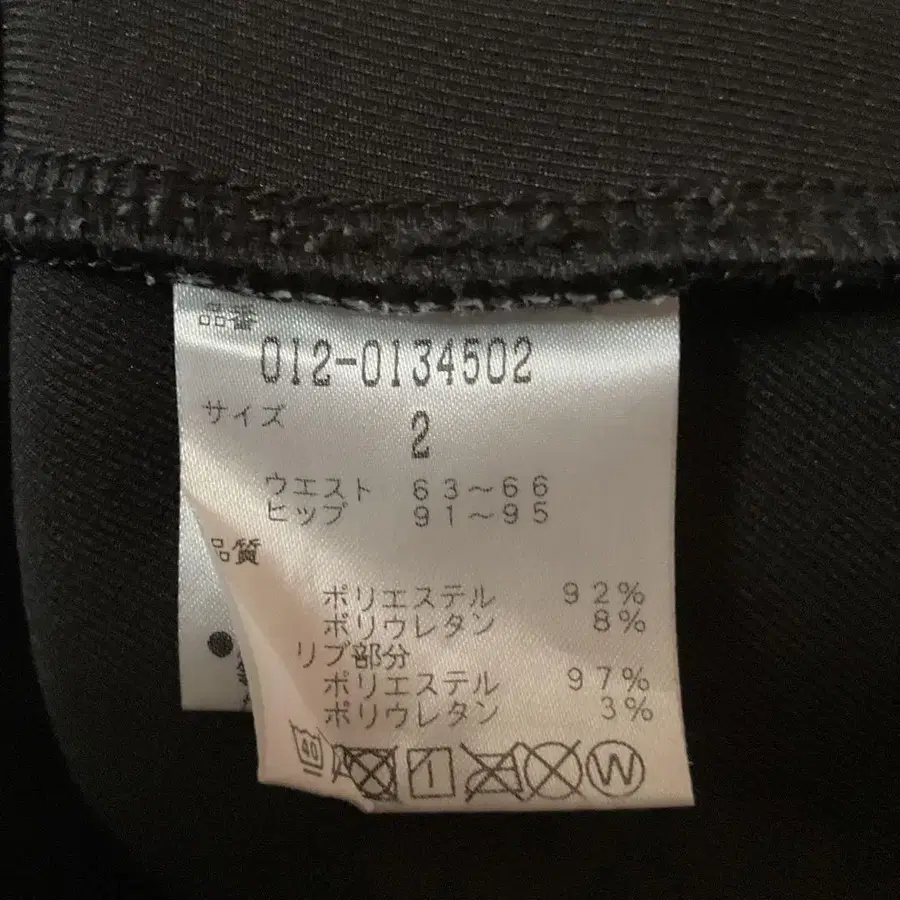 品番
012-0134502
サイズ
2
ウエスト 63～66
ヒップ 91～95
品質
ポリエステル 92%
ポリウレタン 8%
リブ部分
ポリエステル 97%
ポリウレタン 3%
40
W